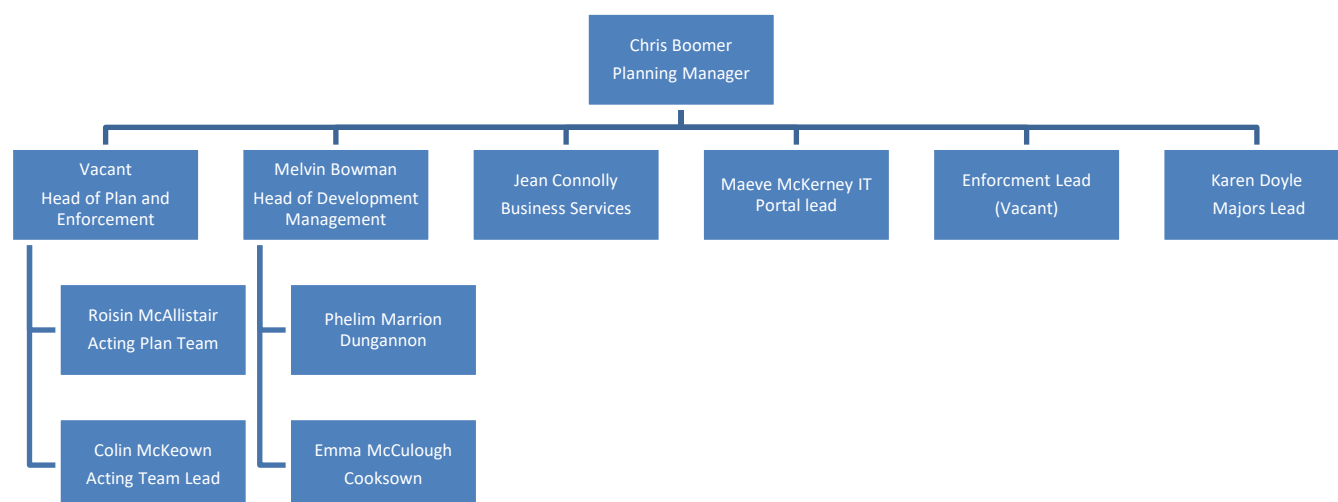 Chris Boomer
Planning Manager
Vacant
Head of Plan and
Enforcement
Melvin Bowman
Head of Development
Management
Jean Connolly
Business Services
Maeve McKerney IT
Portal lead
Enforcment Lead
(Vacant)
Karen Doyle
Majors Lead
Roisin McAllistair
Acting Plan Team
Phelim Marrion
Dungannon
Colin McKeown
Acting Team Lead
Emma McCulough
Cooksown